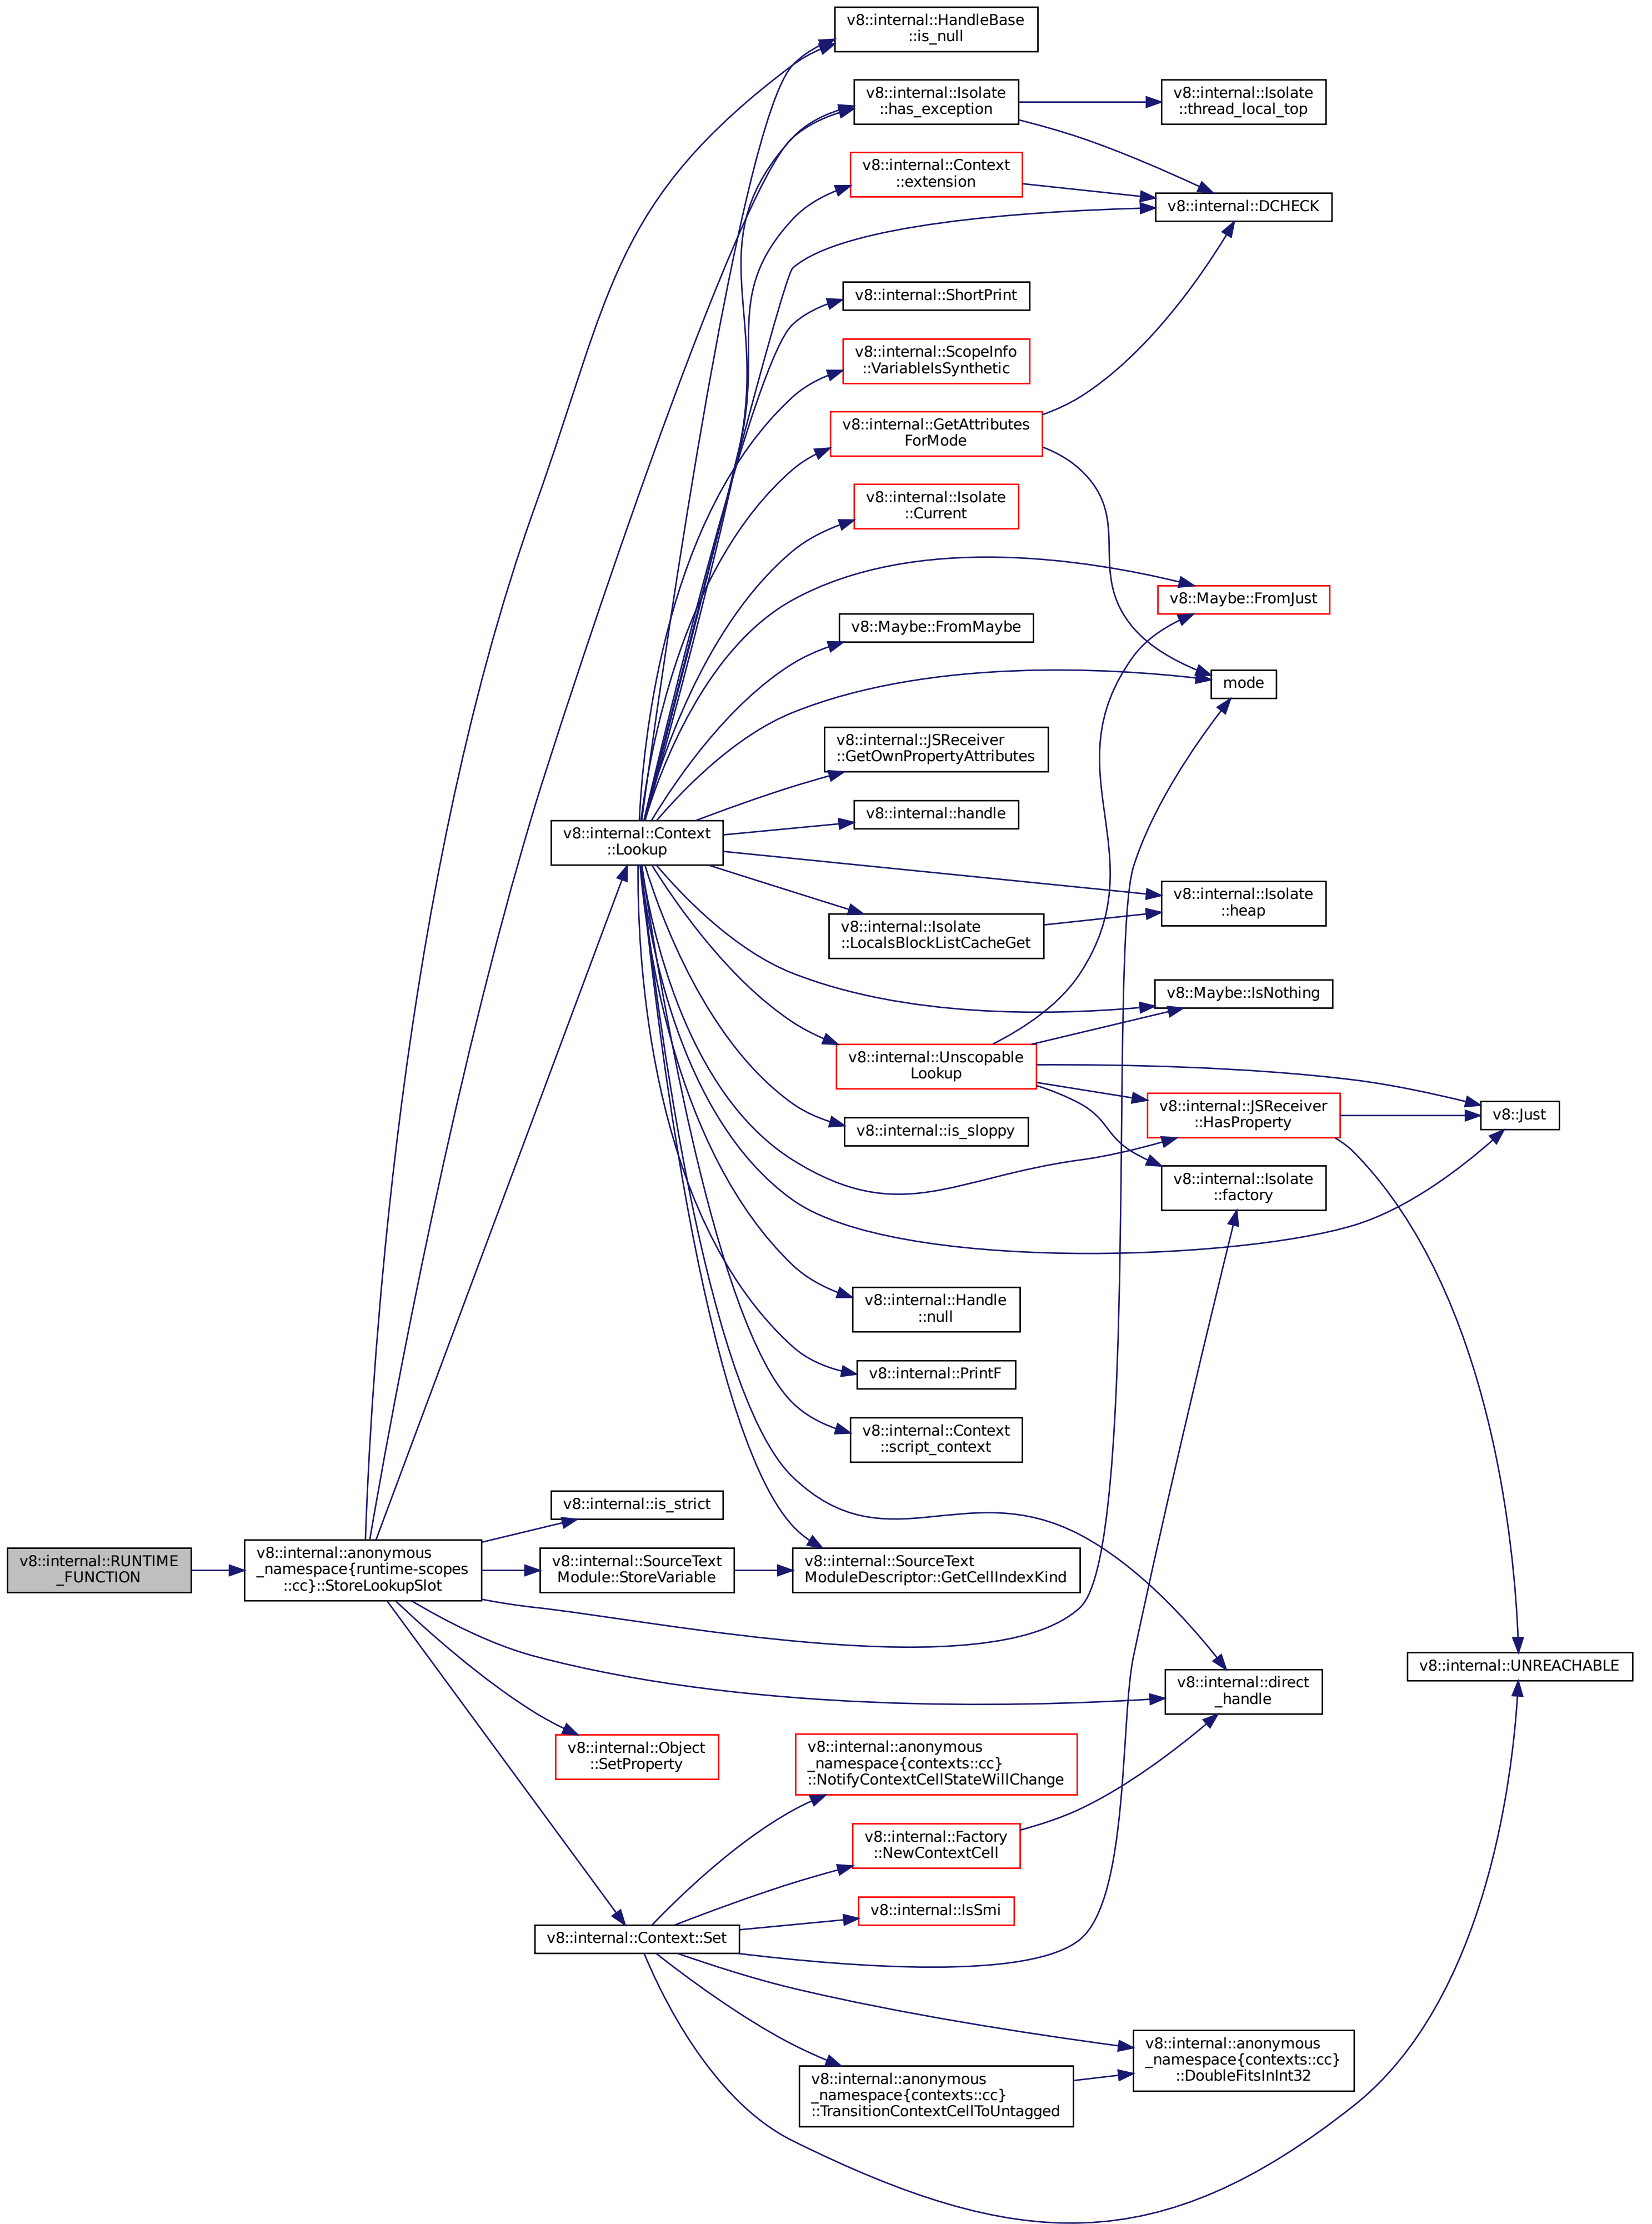 v8::internal::HandleBase
::is_null
v8::internal::Isolate
::has_exception
v8::internal::Isolate
::thread_local_top
v8::internal::Context
::extension
v8::internal::DCHECK
v8::internal::ShortPrint
v8::internal::ScopeInfo
::VariableIsSynthetic
v8::internal::GetAttributes
ForMode
v8::internal::Isolate
::Current
v8::Maybe::FromJust
v8::Maybe::FromMaybe
mode
v8::internal::JSReceiver
::GetOwnPropertyAttributes
v8::internal::handle
v8::internal::Context
::Lookup
v8::internal::Isolate
::heap
v8::internal::Isolate
::LocalsBlockListCacheGet
v8::Maybe::IsNothing
v8::internal::Unscopable
Lookup
v8::internal::JSReceiver
::HasProperty
v8::Just
v8::internal::is_sloppy
v8::internal::Isolate
::factory
v8::internal::Handle
::null
v8::internal::PrintF
v8::internal::Context
::script_context
v8::internal::is_strict
v8::internal::RUNTIME
_FUNCTION
v8::internal::anonymous
_namespace{runtime-scopes
::cc}::StoreLookupSlot
v8::internal::SourceText
Module::StoreVariable
v8::internal::SourceText
ModuleDescriptor::GetCellIndexKind
v8::internal::UNREACHABLE
v8::internal::direct
_handle
v8::internal::Object
::SetProperty
v8::internal::anonymous
_namespace{contexts::cc}
::NotifyContextCellStateWillChange
v8::internal::Factory
::NewContextCell
v8::internal::IsSmi
v8::internal::Context::Set
v8::internal::anonymous
_namespace{contexts::cc}
::DoubleFitsInInt32
v8::internal::anonymous
_namespace{contexts::cc}
::TransitionContextCellToUntagged